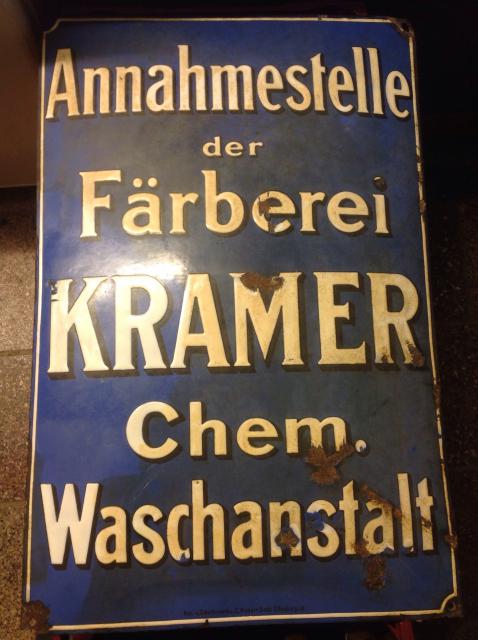 Annahmestelle
der
Färberei
KRAMER
Chem.
Waschanstalt